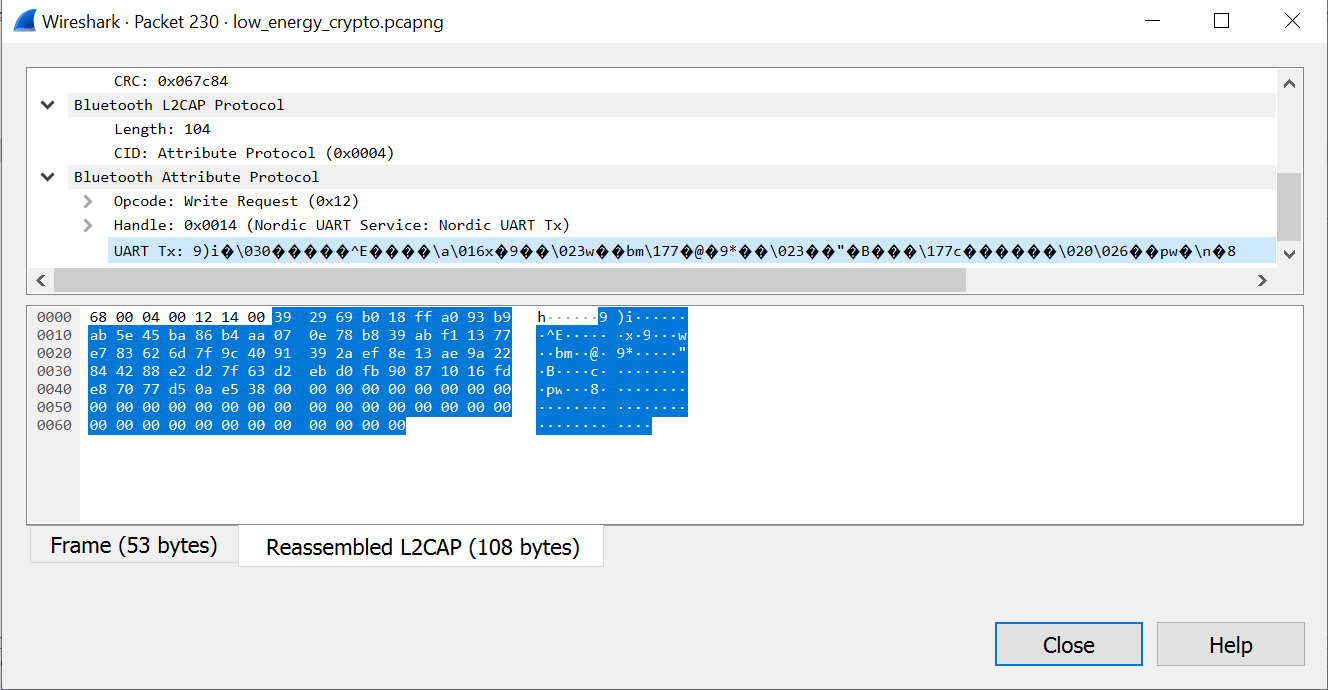 Wireshark · Packet 230 · low_energy_crypto.pcapng
CRC: 0x067c84
Bluetooth L2CAP Protocol
Length: 104
CID: Attribute Protocol (0x0004)
Bluetooth Attribute Protocol
Opcode: Write Request (0x12)
Handle: 0x0014 (Nordic UART Service: Nordic UART Tx)
UART Tx: 9)i�\030�����^E����\a\016x�9��\023w��bm\177�@�9*��\023��"�B���\177c������\020\026��pw�\n�8
0000 68 00 04 00 12 14 00 39 29 69 b0 18 ff a0 93 b9 h······9 )i······
0010 ab 5e 45 ba 86 b4 aa 07 0e 78 b8 39 ab f1 13 77 ·^E····· ·x·9···w
0020 e7 83 62 6d 7f 9c 40 91 39 2a ef 8e 13 ae 9a 22 ··bm··@· 9*·····"
0030 84 42 88 e2 d2 7f 63 d2 eb d0 fb 90 87 10 16 fd ·B····c· ········
0040 e8 70 77 d5 0a e5 38 00 00 00 00 00 00 00 00 00 ·pw···8· ········
0050 00 00 00 00 00 00 00 00 00 00 00 00 00 00 00 00 ········ ········
0060 00 00 00 00 00 00 00 00 00 00 00 00 ········ ····
Frame (53 bytes) Reassembled L2CAP (108 bytes)
Close Help